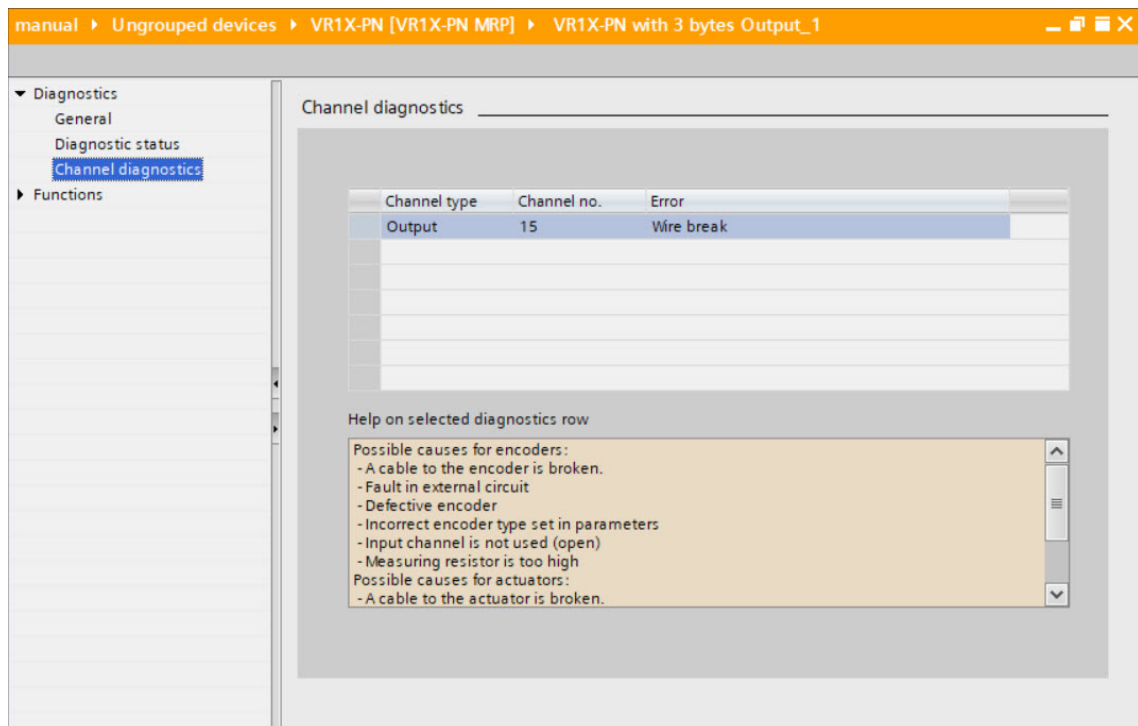 manual ▸ Ungrouped devices ▸ VR1X-PN [VR1X-PN MRP] ▸ VR1X-PN with 3 bytes Output_1
Diagnostics
General
Diagnostic status
Channel diagnostics
Functions
Channel diagnostics
Channel type Channel no. Error
Output 15 Wire break
Help on selected diagnostics row
Possible causes for encoders:
- A cable to the encoder is broken.
- Fault in external circuit
- Defective encoder
- Incorrect encoder type set in parameters
- Input channel is not used (open)
- Measuring resistor is too high
Possible causes for actuators:
- A cable to the actuator is broken.